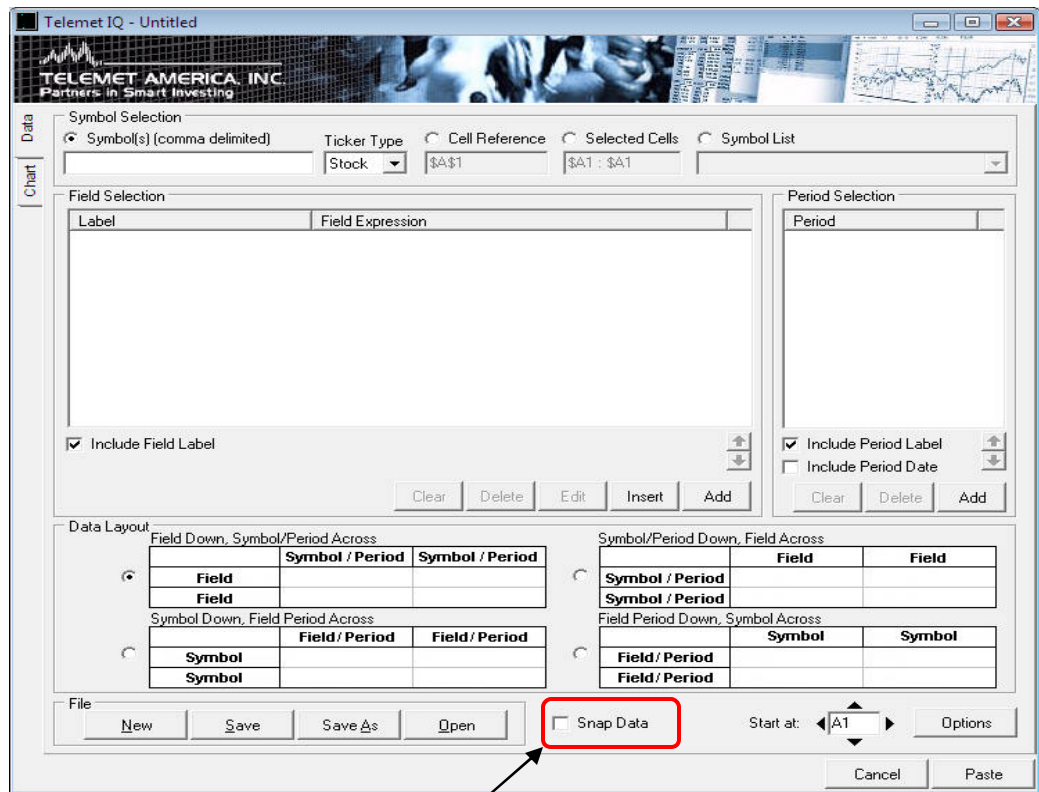 Telemet IQ - Untitled
TELEMET AMERICA, INC.
Partners in Smart Investing
Data
Chart
Symbol Selection
Symbol(s) (comma delimited)
Ticker Type
Cell Reference
Selected Cells
Symbol List
Stock
$A$1
$A1 : $A1
Field Selection
Label
Field Expression
Include Field Label
Clear
Delete
Edit
Insert
Add
Period Selection
Period
Include Period Label
Include Period Date
Clear
Delete
Add
Data Layout
Field Down, Symbol/Period Across
Symbol / Period Symbol / Period
Field
Field
Symbol/Period Down, Field Across
Field Field
Symbol / Period
Symbol / Period
Symbol Down, Field Period Across
Field / Period Field / Period
Symbol
Symbol
Field Period Down, Symbol Across
Symbol Symbol
Field / Period
Field / Period
File
New
Save
Save As
Open
Snap Data
Start at:
A1
Options
Cancel
Paste